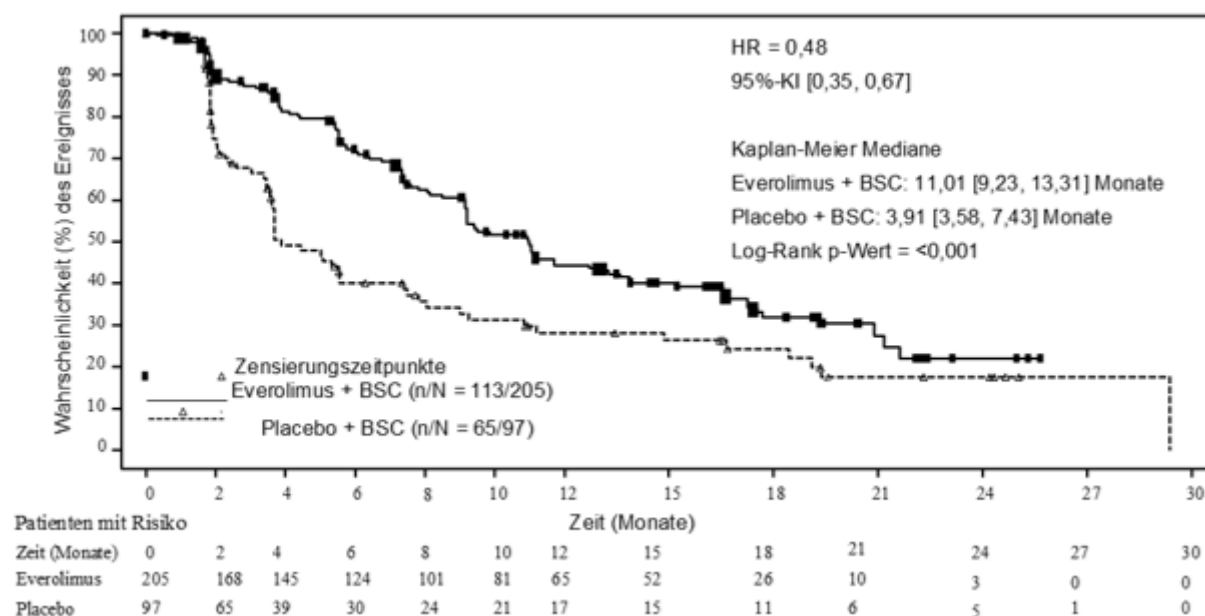 HR = 0,48
95%-KI [0,35, 0,67]
Kaplan-Meier Mediane
Everolimus + BSC: 11,01 [9,23, 13,31] Monate
Placebo + BSC: 3,91 [3,58, 7,43] Monate
Log-Rank p-Wert = <0,001
Wahrscheinlichkeit (%) des Ereignisses
100
90
80
70
60
50
40
30
20
10
0
Zensierungszeitpunkte
Everolimus + BSC (n/N = 113/205)
Placebo + BSC (n/N = 65/97)
0 2 4 6 8 10 12 15 18 21 24 27 30
Zeit (Monate)
Patienten mit Risiko
Zeit (Monate) 0 2 4 6 8 10 12 15 18 21 24 27 30
Everolimus 205 168 145 124 101 81 65 52 26 10 3 0 0
Placebo 97 65 39 30 24 21 17 15 11 6 5 1 0